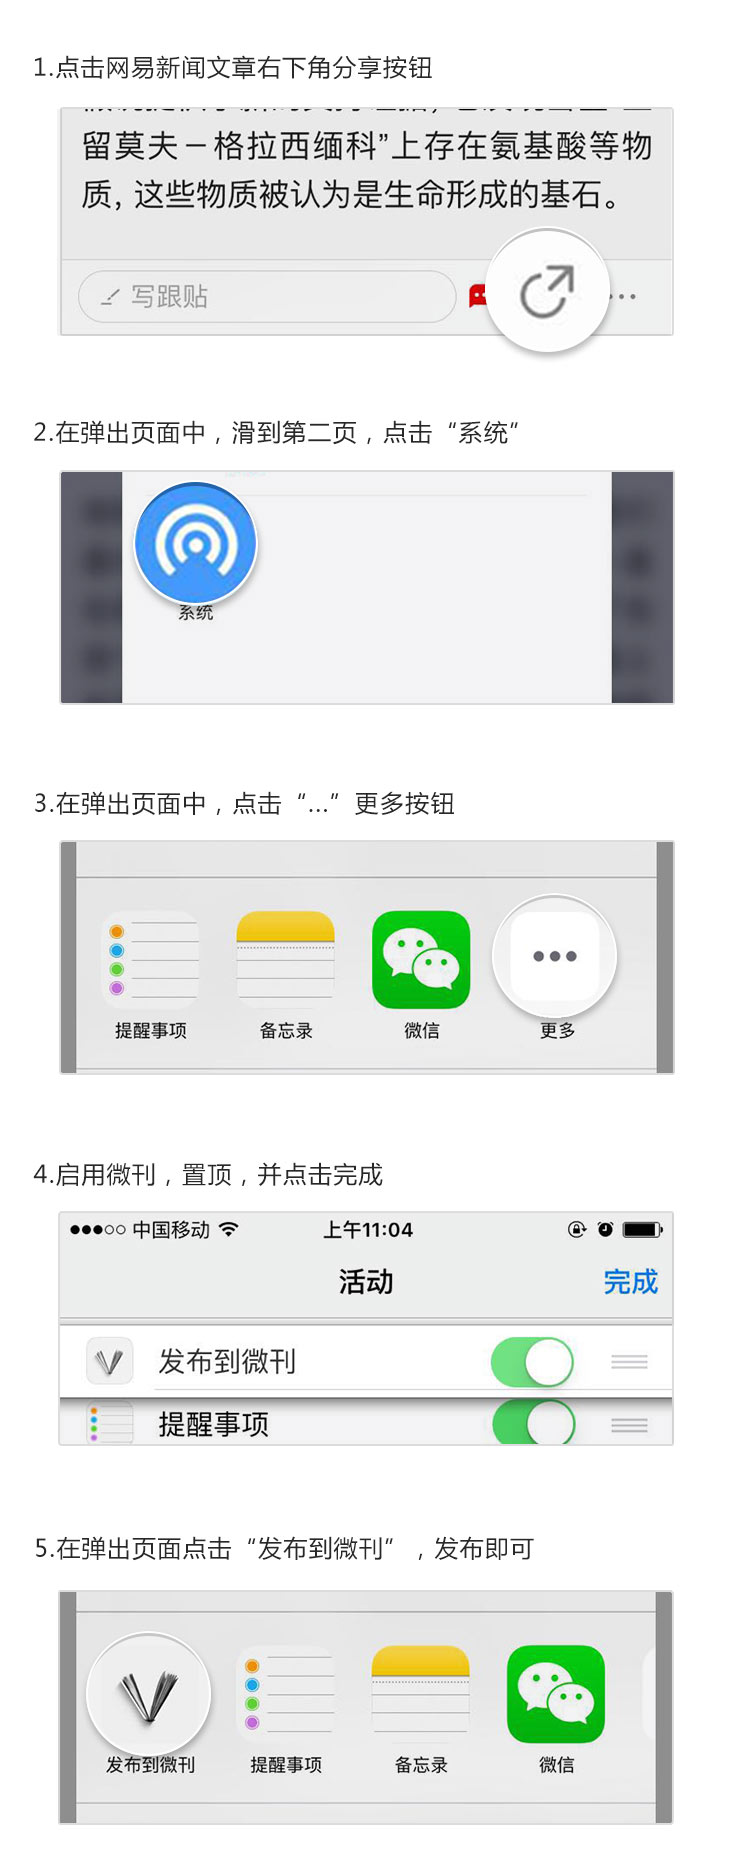 1.点击网易新闻文章右下角分享按钮
留莫夫－格拉西缅科”上存在氨基酸等物
质，这些物质被认为是生命形成的基石。
写跟贴
2.在弹出页面中，滑到第二页，点击“系统”
系统
3.在弹出页面中，点击“...”更多按钮
提醒事项 备忘录 微信 更多
4.启用微刊，置顶，并点击完成
中国移动 上午11:04
活动 完成
发布到微刊
提醒事项
5.在弹出页面点击“发布到微刊”，发布即可
发布到微刊 提醒事项 备忘录 微信